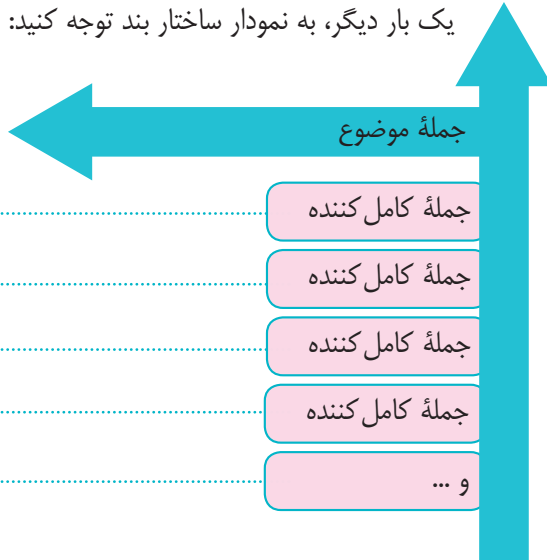 یک بار دیگر، به نمودار ساختار بند توجه کنید:
جملهٔ موضوع
جملهٔ کامل‌کننده
جملهٔ کامل‌کننده
جملهٔ کامل‌کننده
جملهٔ کامل‌کننده
و ...